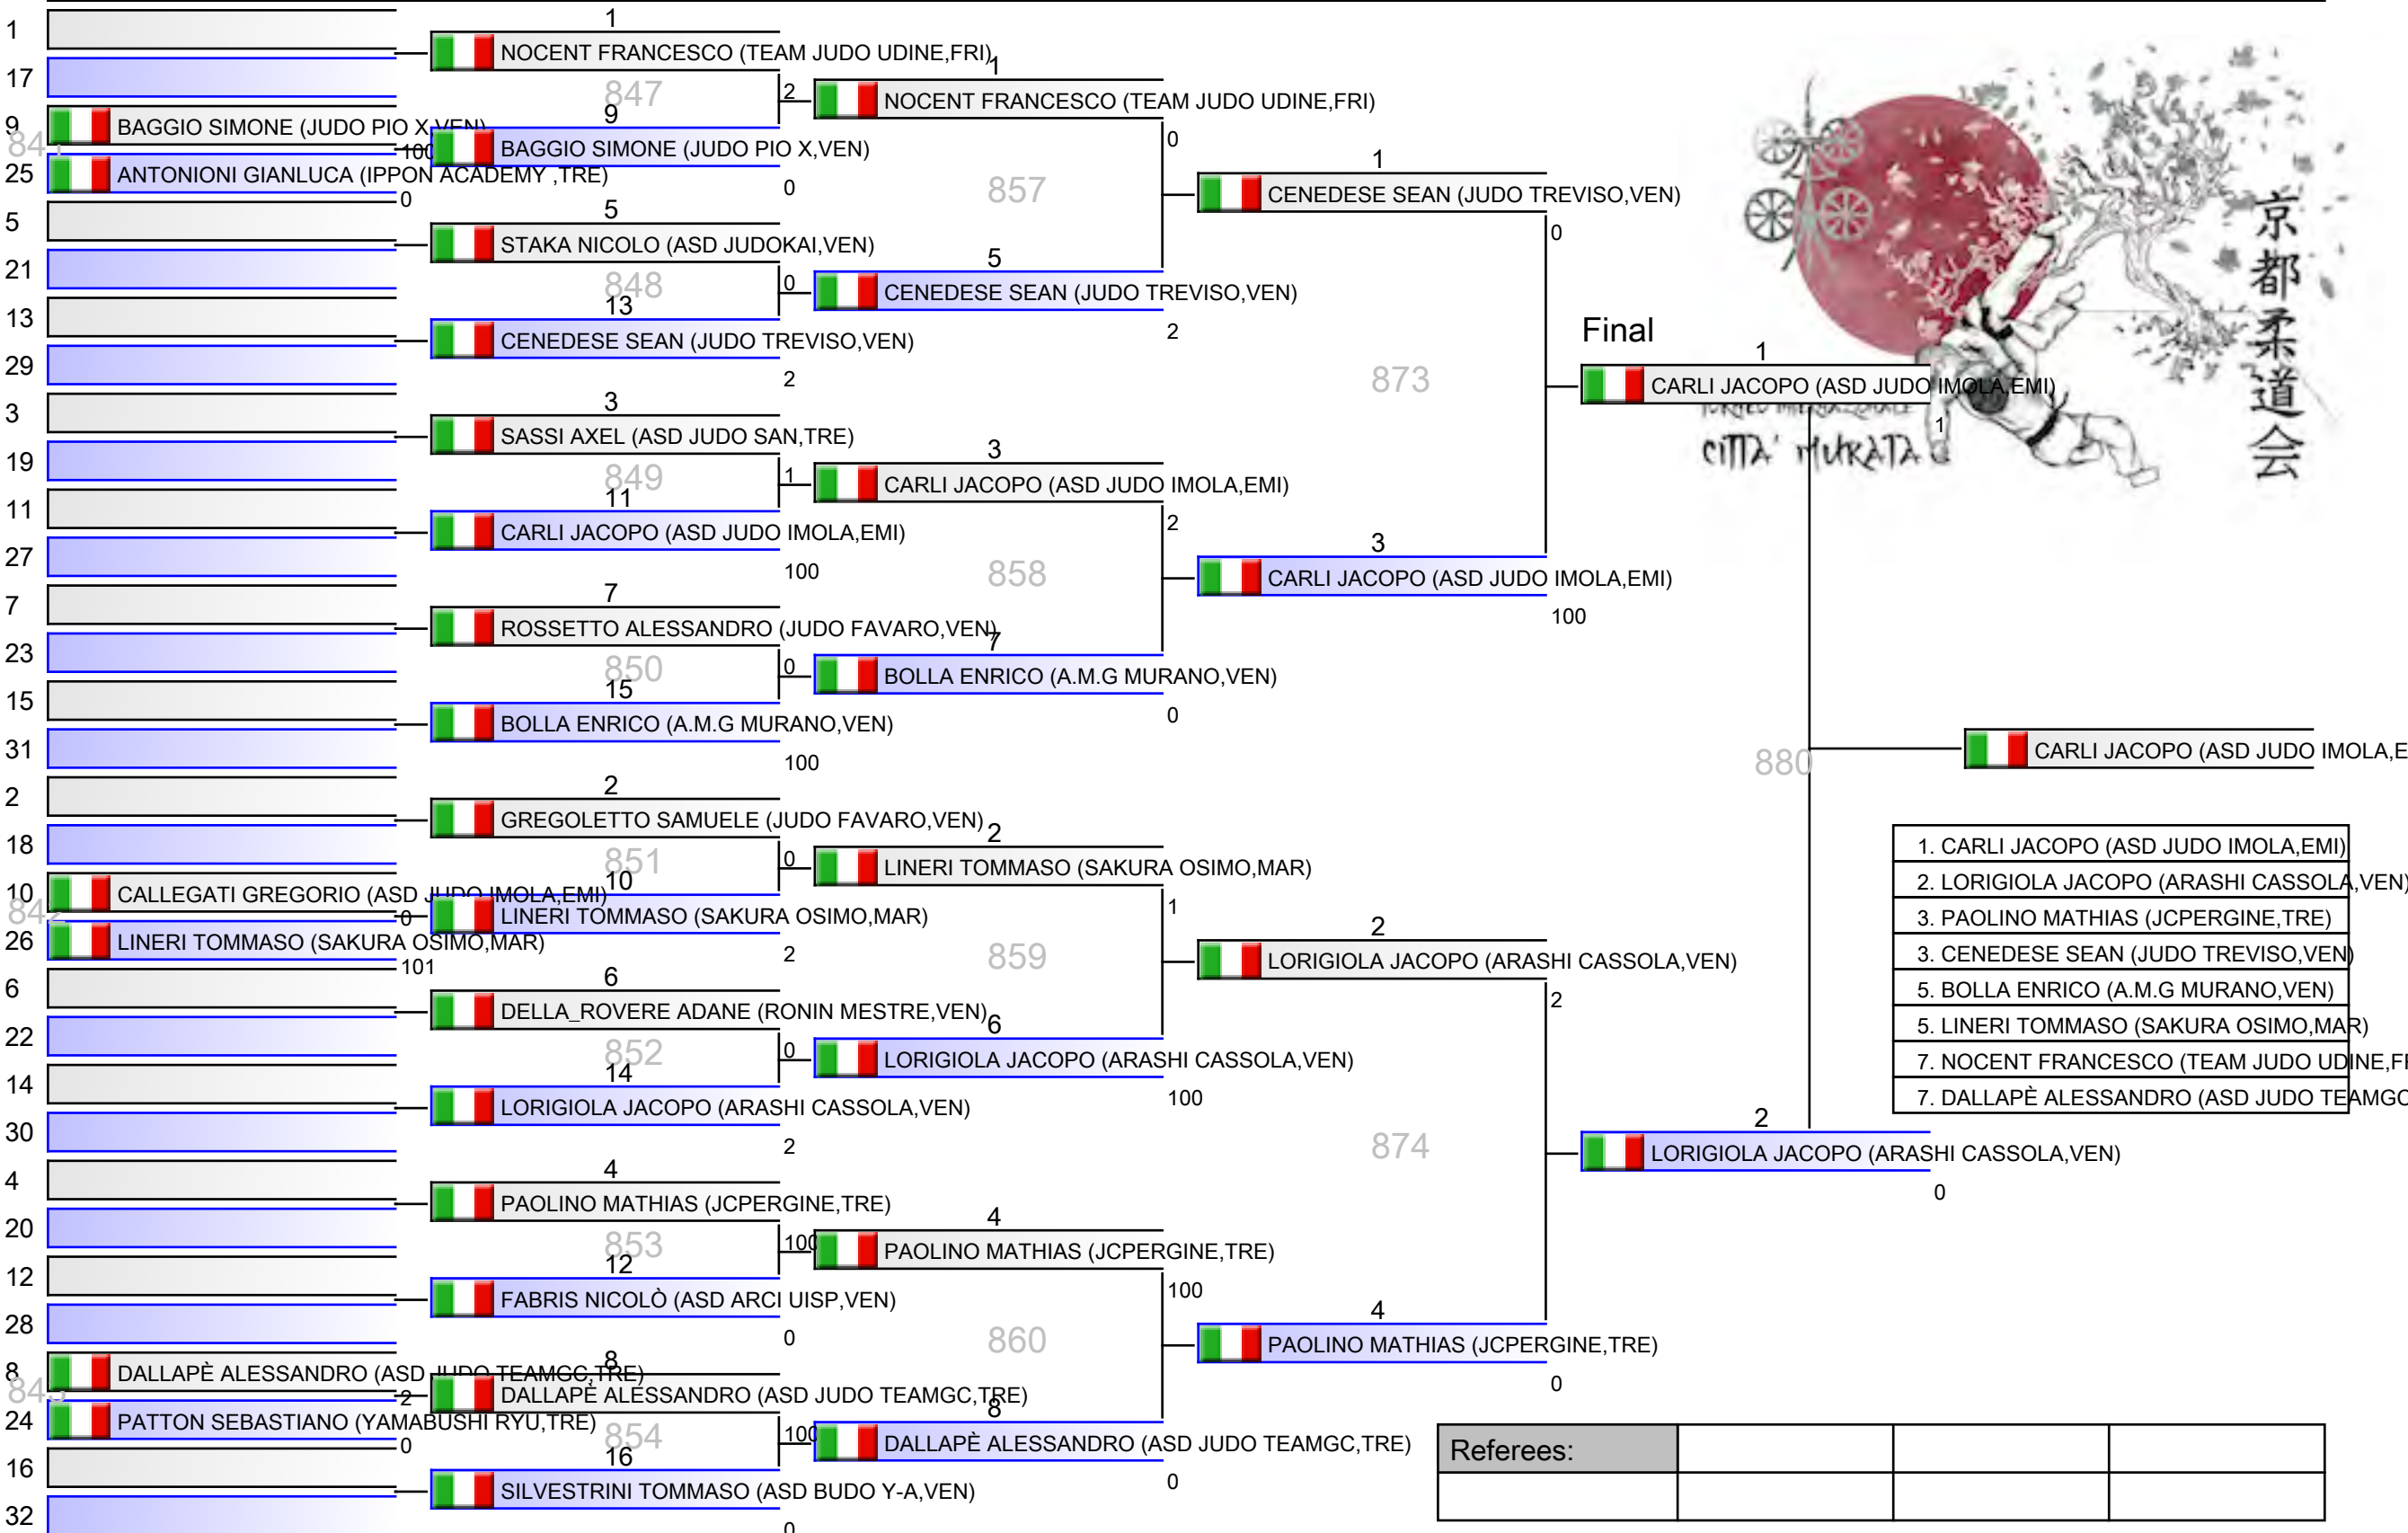 1
17
9
BAGGIO SIMONE (JUDO PIO X,VEN)
100
25
ANTONIONI GIANLUCA (IPPON ACADEMY ,TRE)
0
5
21
13
29
3
19
11
27
7
23
15
31
2
18
10
CALLEGATI GREGORIO (ASD JUDO IMOLA,EMI)
0
26
LINERI TOMMASO (SAKURA OSIMO,MAR)
101
6
22
14
30
4
20
12
28
8
DALLAPÈ ALESSANDRO (ASD JUDO TEAMGC,TRE)
2
24
PATTON SEBASTIANO (YAMABUSHI RYU,TRE)
0
16
32
1
NOCENT FRANCESCO (TEAM JUDO UDINE,FRI)
847
2
9
BAGGIO SIMONE (JUDO PIO X,VEN)
0
5
STAKA NICOLO (ASD JUDOKAI,VEN)
848
0
13
CENEDESE SEAN (JUDO TREVISO,VEN)
2
3
SASSI AXEL (ASD JUDO SAN,TRE)
849
1
11
CARLI JACOPO (ASD JUDO IMOLA,EMI)
100
7
ROSSETTO ALESSANDRO (JUDO FAVARO,VEN)
850
0
15
BOLLA ENRICO (A.M.G MURANO,VEN)
100
2
GREGOLETTO SAMUELE (JUDO FAVARO,VEN)
851
0
10
LINERI TOMMASO (SAKURA OSIMO,MAR)
2
6
DELLA_ROVERE ADANE (RONIN MESTRE,VEN)
852
0
14
LORIGIOLA JACOPO (ARASHI CASSOLA,VEN)
2
4
PAOLINO MATHIAS (JCPERGINE,TRE)
853
100
12
FABRIS NICOLÒ (ASD ARCI UISP,VEN)
0
8
DALLAPÈ ALESSANDRO (ASD JUDO TEAMGC,TRE)
854
100
16
SILVESTRINI TOMMASO (ASD BUDO Y-A,VEN)
0
1
NOCENT FRANCESCO (TEAM JUDO UDINE,FRI)
0
857
5
CENEDESE SEAN (JUDO TREVISO,VEN)
2
3
CARLI JACOPO (ASD JUDO IMOLA,EMI)
2
858
7
BOLLA ENRICO (A.M.G MURANO,VEN)
0
2
LINERI TOMMASO (SAKURA OSIMO,MAR)
1
859
6
LORIGIOLA JACOPO (ARASHI CASSOLA,VEN)
100
4
PAOLINO MATHIAS (JCPERGINE,TRE)
100
860
8
DALLAPÈ ALESSANDRO (ASD JUDO TEAMGC,TRE)
0
1
CENEDESE SEAN (JUDO TREVISO,VEN)
0
873
3
CARLI JACOPO (ASD JUDO IMOLA,EMI)
100
2
LORIGIOLA JACOPO (ARASHI CASSOLA,VEN)
2
874
4
PAOLINO MATHIAS (JCPERGINE,TRE)
0
Final
1
CARLI JACOPO (ASD JUDO IMOLA,EMI)
1
880
2
LORIGIOLA JACOPO (ARASHI CASSOLA,VEN)
0
京都柔道会
CITTA' MURATA
CARLI JACOPO (ASD JUDO IMOLA,E
1. CARLI JACOPO (ASD JUDO IMOLA,EMI)
2. LORIGIOLA JACOPO (ARASHI CASSOLA,VEN)
3. PAOLINO MATHIAS (JCPERGINE,TRE)
3. CENEDESE SEAN (JUDO TREVISO,VEN)
5. BOLLA ENRICO (A.M.G MURANO,VEN)
5. LINERI TOMMASO (SAKURA OSIMO,MAR)
7. NOCENT FRANCESCO (TEAM JUDO UDINE,F
7. DALLAPÈ ALESSANDRO (ASD JUDO TEAMGC
Referees: